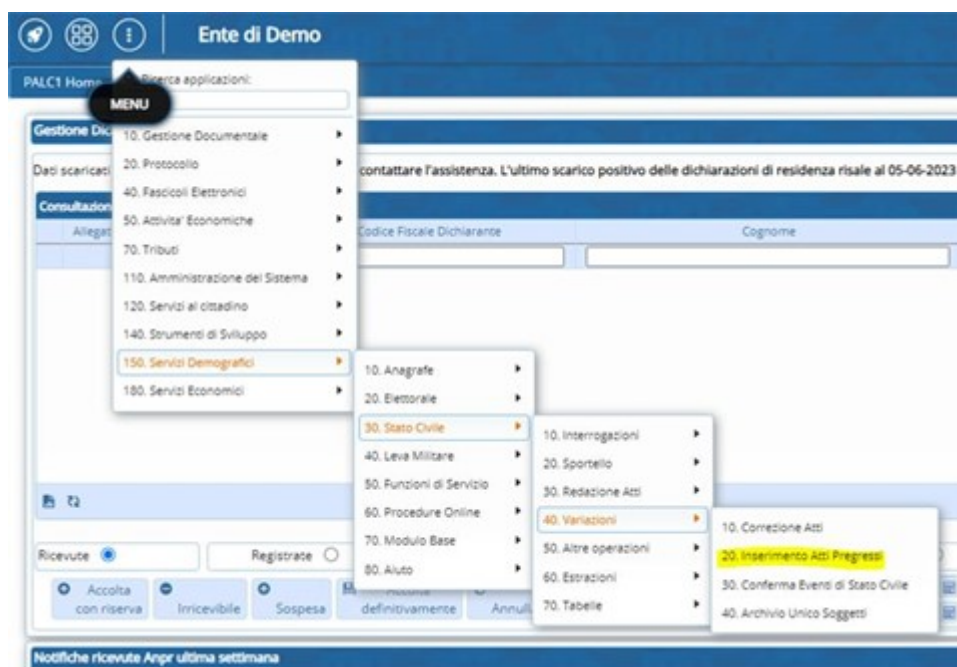 Ente di Demo
PALC1 Home
Ricerca applicazioni:
MENU
Gestione
10. Gestione Documentale
20. Protocollo
40. Fascicoli Elettronici
50. Attivita' Economiche
70. Tributi
110. Amministrazione del Sistema
120. Servizi al cittadino
140. Strumenti di Sviluppo
150. Servizi Demografici
180. Servizi Economici
Dati scaricati contattare l'assistenza. L'ultimo scarico positivo delle dichiarazioni di residenza risale al 05-06-2023
Codice Fiscale Dichiarante Cognome
10. Anagrafe
20. Elettorale
30. Stato Civile
40. Leva Militare
50. Funzioni di Servizio
60. Procedure Online
70. Modulo Base
80. Aiuto
10. Interrogazioni
20. Sportello
30. Redazione Atti
40. Variazioni
50. Altre operazioni
60. Estrazioni
70. Tabelle
10. Correzione Atti
20. Inserimento Atti Pregressi
30. Conferma Eventi di Stato Civile
40. Archivio Unico Soggetti
Ricevute Registrate
Accolta con riserva
Irricevibile
Sospesa
definitivamente
Notifiche ricevute Anpr ultima settimana